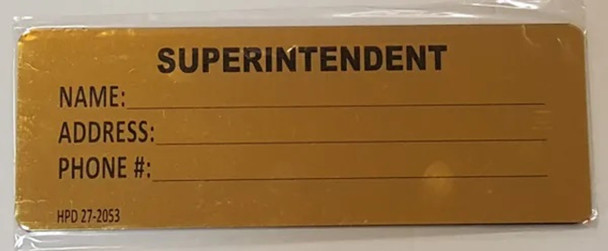 SUPERINTENDENT
NAME:
ADDRESS:
PHONE #:
HPD 27-2053